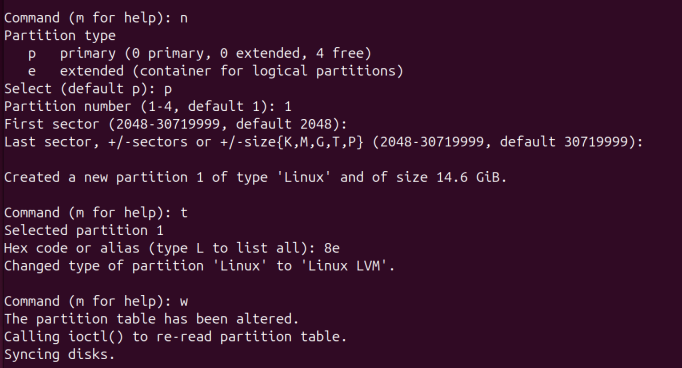 Command (m for help): n
Partition type
   p   primary (0 primary, 0 extended, 4 free)
   e   extended (container for logical partitions)
Select (default p): p
Partition number (1-4, default 1): 1
First sector (2048-30719999, default 2048):
Last sector, +/-sectors or +/-size{K,M,G,T,P} (2048-30719999, default 30719999):
Created a new partition 1 of type 'Linux' and of size 14.6 GiB.
Command (m for help): t
Selected partition 1
Hex code or alias (type L to list all): 8e
Changed type of partition 'Linux' to 'Linux LVM'.
Command (m for help): w
The partition table has been altered.
Calling ioctl() to re-read partition table.
Syncing disks.